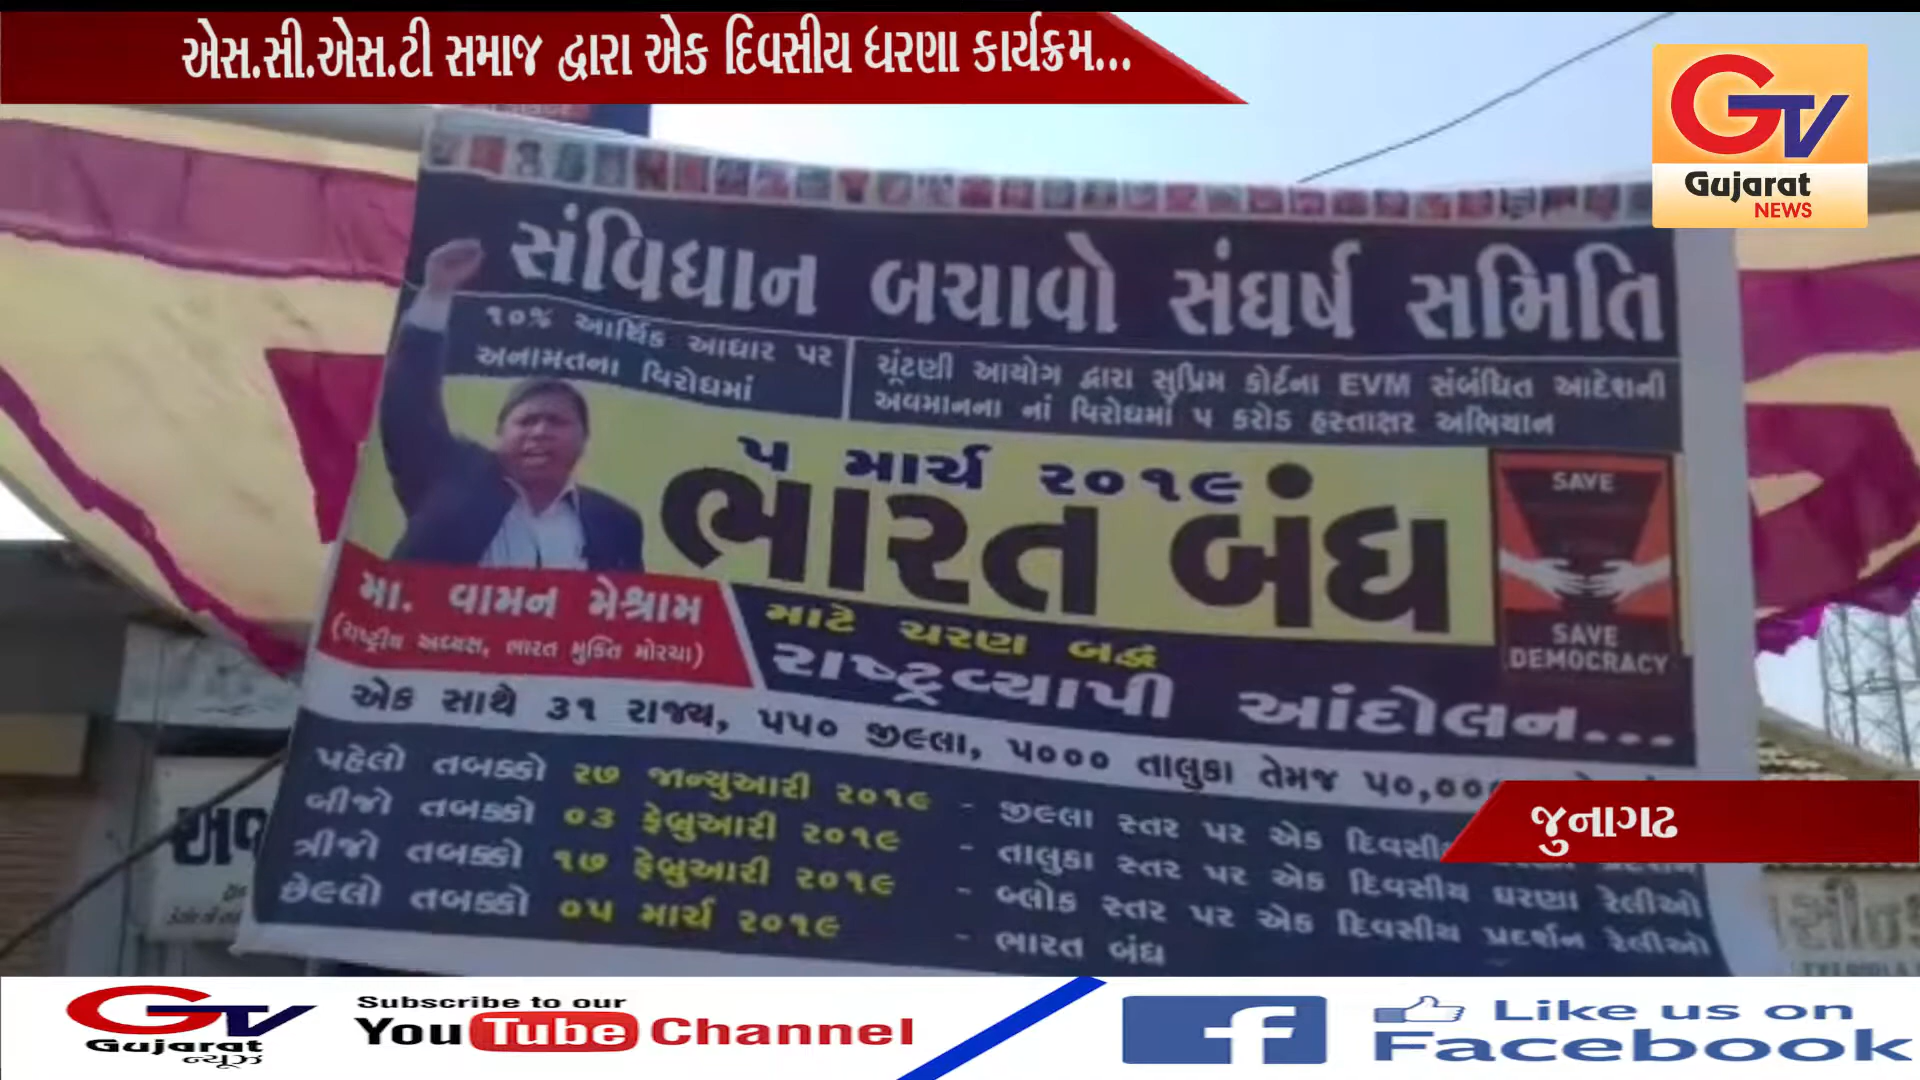 એસ.સી.એસ.ટી સમાજ દ્વારા એક દિવસીય ધરણા કાર્યક્રમ...
GTV
Gujarat
NEWS
સંવિધાન બચાવો સંઘર્ષ સમિતિ
૧૦% આર્થિક આધાર પર
અનામતના વિરોધમાં
ચૂંટણી આયોગ દ્વારા સુપ્રિમ કોર્ટના EVM સંબંધિત આદેશની
અવમાનના નાં વિરોધમાં ૫ કરોડ હસ્તાક્ષર અભિયાન
૫ માર્ચ ૨૦૧૯
ભારત બંધ
SAVE
SAVE
DEMOCRACY
મા. વામન મેશ્રામ
(રાષ્ટ્રીય અધ્યક્ષ, ભારત મુક્તિ મોરચા)
માટે ચરણ બદ્ધ
રાષ્ટ્રવ્યાપી આંદોલન...
એક સાથે ૩૧ રાજ્ય, ૫૫૦ જીલ્લા, ૫૦૦૦ તાલુકા તેમજ
પહેલો તબક્કો ૨૭ જાન્યુઆરી ૨૦૧૯ - જીલ્લા સ્તર પર એક
બીજો તબક્કો ૦૩ ફેબ્રુઆરી ૨૦૧૯ - તાલુકા સ્તર પર એક દિવસીય ધરણા રેલીઓ
ત્રીજો તબક્કો ૧૭ ફેબ્રુઆરી ૨૦૧૯ - બ્લોક સ્તર પર એક દિવસીય પ્રદર્શન રેલીઓ
છેલ્લો તબક્કો ૦૫ માર્ચ ૨૦૧૯ - ભારત બંધ
જુનાગઢ
GTV
Gujarat
ન્યૂઝ
Subscribe to our
YouTube Channel
f
Like us on
Facebook